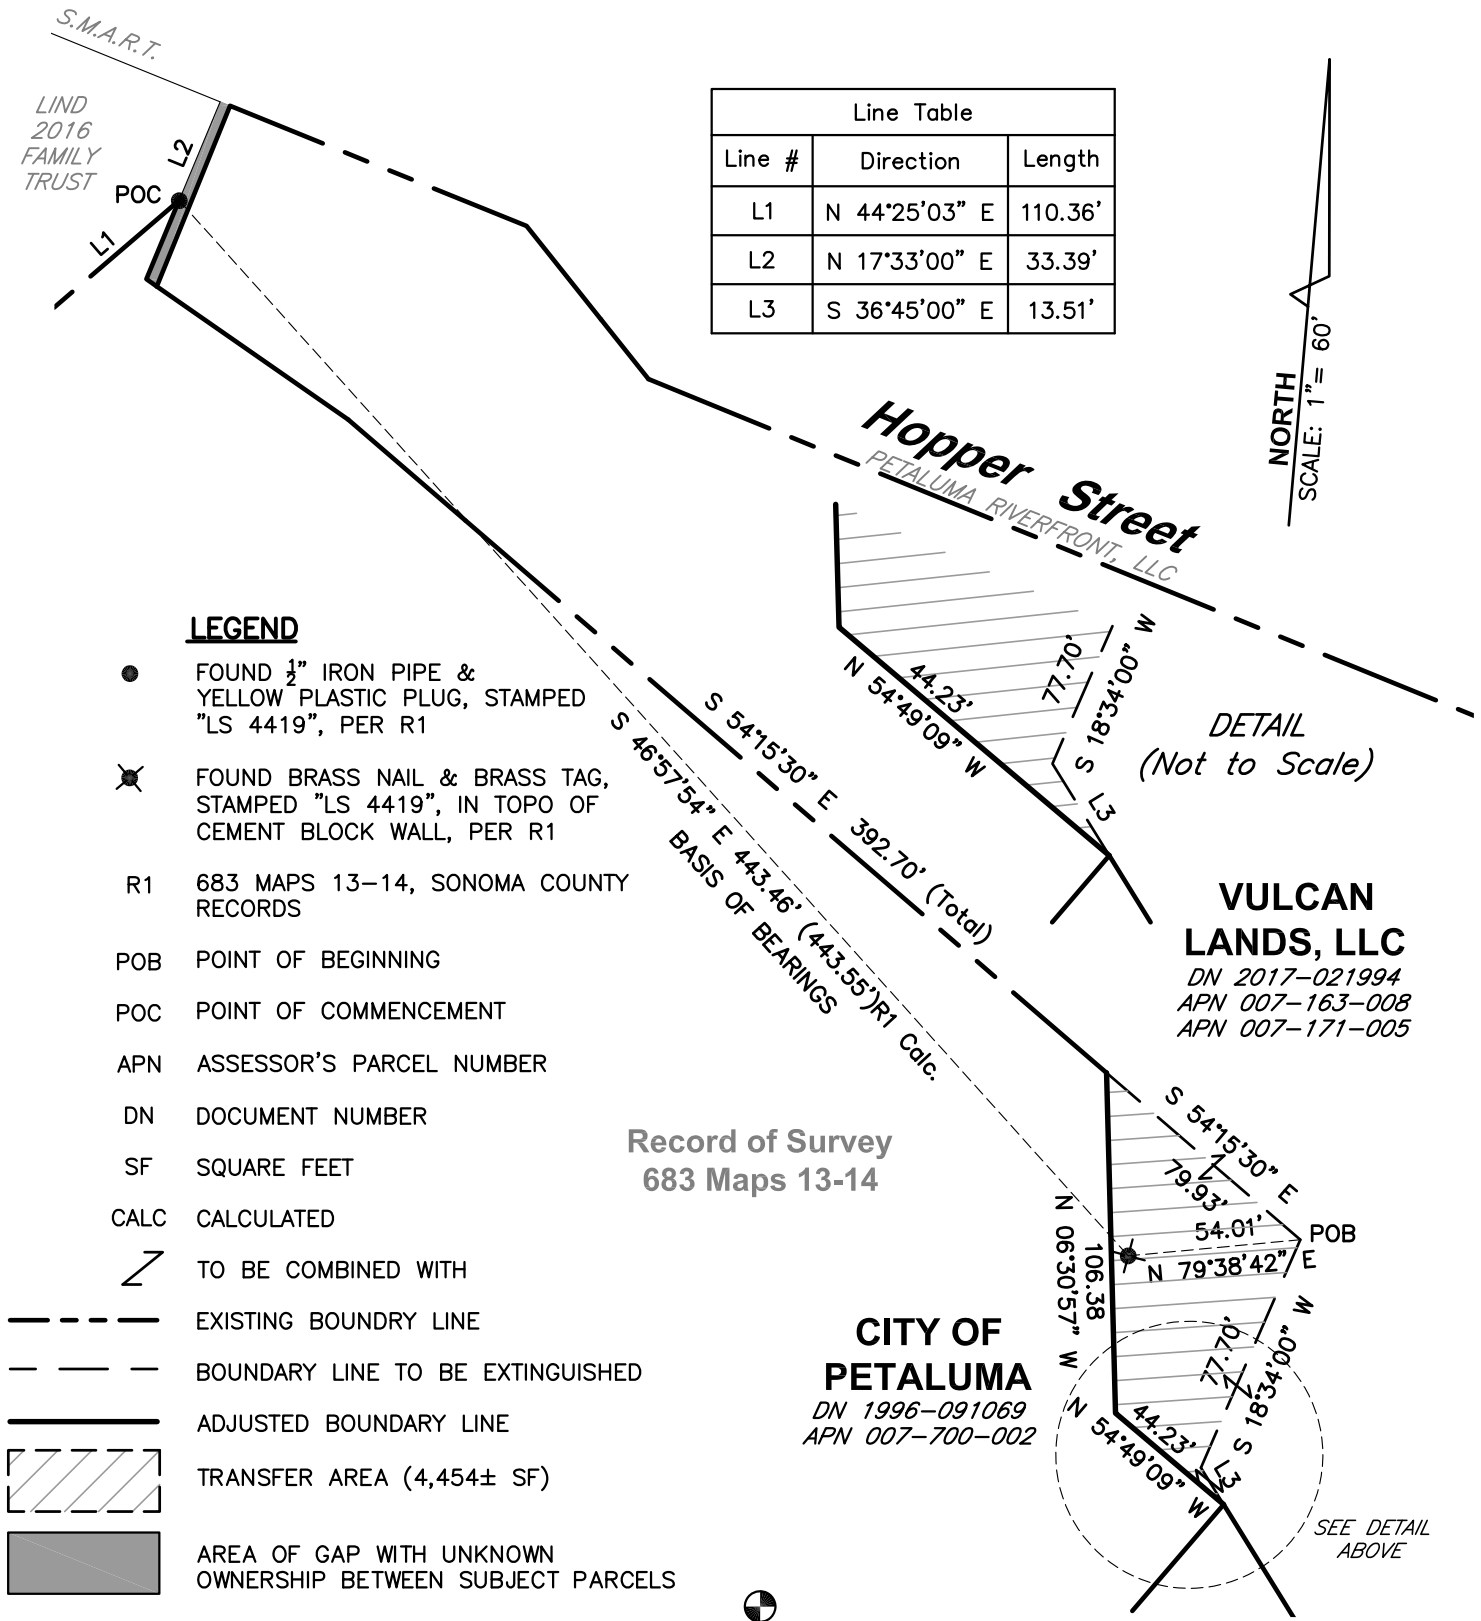 S.M.A.R.T.
LIND
2016
FAMILY
TRUST
L2
POC
L1
Line Table
Line # Direction Length
L1 N 44°25'03" E 110.36'
L2 N 17°33'00" E 33.39'
L3 S 36°45'00" E 13.51'
NORTH
SCALE: 1"= 60'
Hopper Street
PETALUMA RIVERFRONT, LLC
77.70'
S 18°34'00" W
44.23'
N 54°49'09" W
L3
DETAIL
(Not to Scale)
LEGEND
FOUND ½" IRON PIPE &
YELLOW PLASTIC PLUG, STAMPED
"LS 4419", PER R1
FOUND BRASS NAIL & BRASS TAG,
STAMPED "LS 4419", IN TOPO OF
CEMENT BLOCK WALL, PER R1
R1 683 MAPS 13-14, SONOMA COUNTY
RECORDS
POB POINT OF BEGINNING
POC POINT OF COMMENCEMENT
APN ASSESSOR'S PARCEL NUMBER
DN DOCUMENT NUMBER
SF SQUARE FEET
CALC CALCULATED
TO BE COMBINED WITH
EXISTING BOUNDRY LINE
BOUNDARY LINE TO BE EXTINGUISHED
ADJUSTED BOUNDARY LINE
TRANSFER AREA (4,454± SF)
AREA OF GAP WITH UNKNOWN
OWNERSHIP BETWEEN SUBJECT PARCELS
S 54°15'30" E 392.70' (Total)
S 46°57'54" E 443.46' (443.55')R1 Calc.
BASIS OF BEARINGS
VULCAN
LANDS, LLC
DN 2017-021994
APN 007-163-008
APN 007-171-005
Record of Survey
683 Maps 13-14
S 54°15'30" E
79.93'
54.01'
POB
N 79°38'42" E
N 06°30'57" W
106.38
77.70'
S 18°34'00" W
44.23'
N 54°49'09" W
L3
CITY OF
PETALUMA
DN 1996-091069
APN 007-700-002
SEE DETAIL
ABOVE